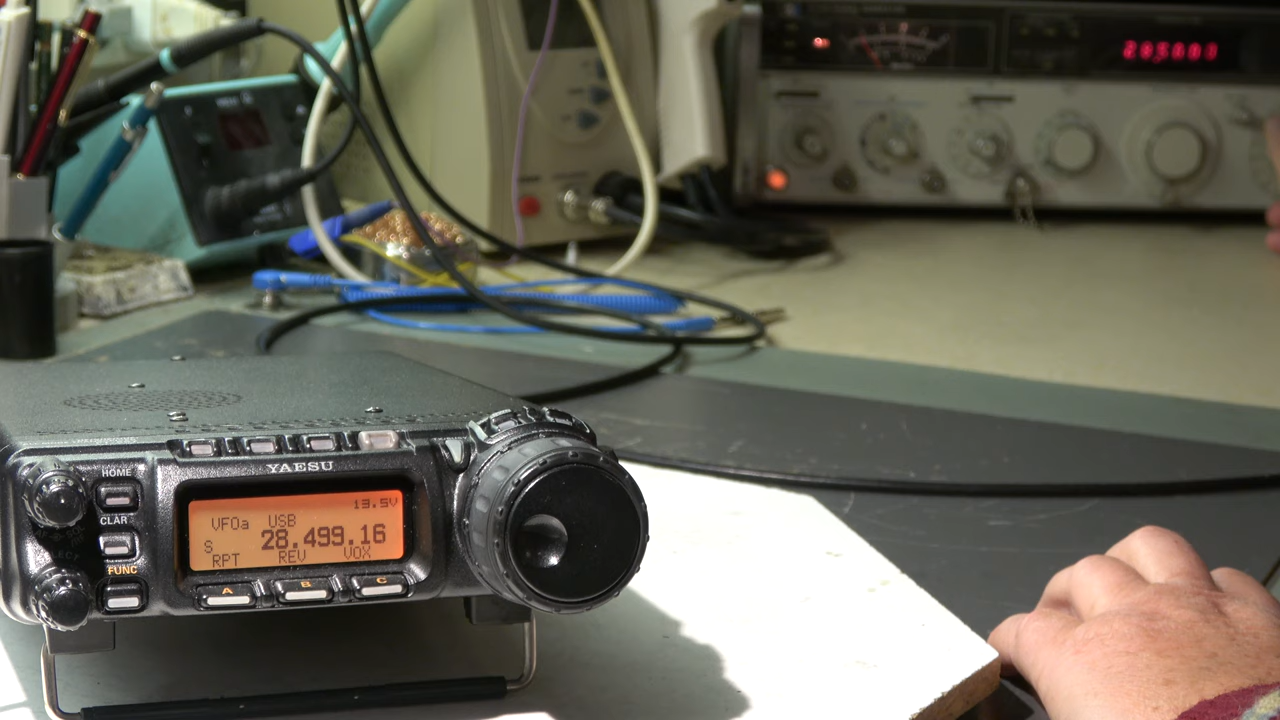 HOME
CLAR
FUNC
YAESU
13.5V
VFOa USB
S 28.499.16
RPT REV VOX
A B C